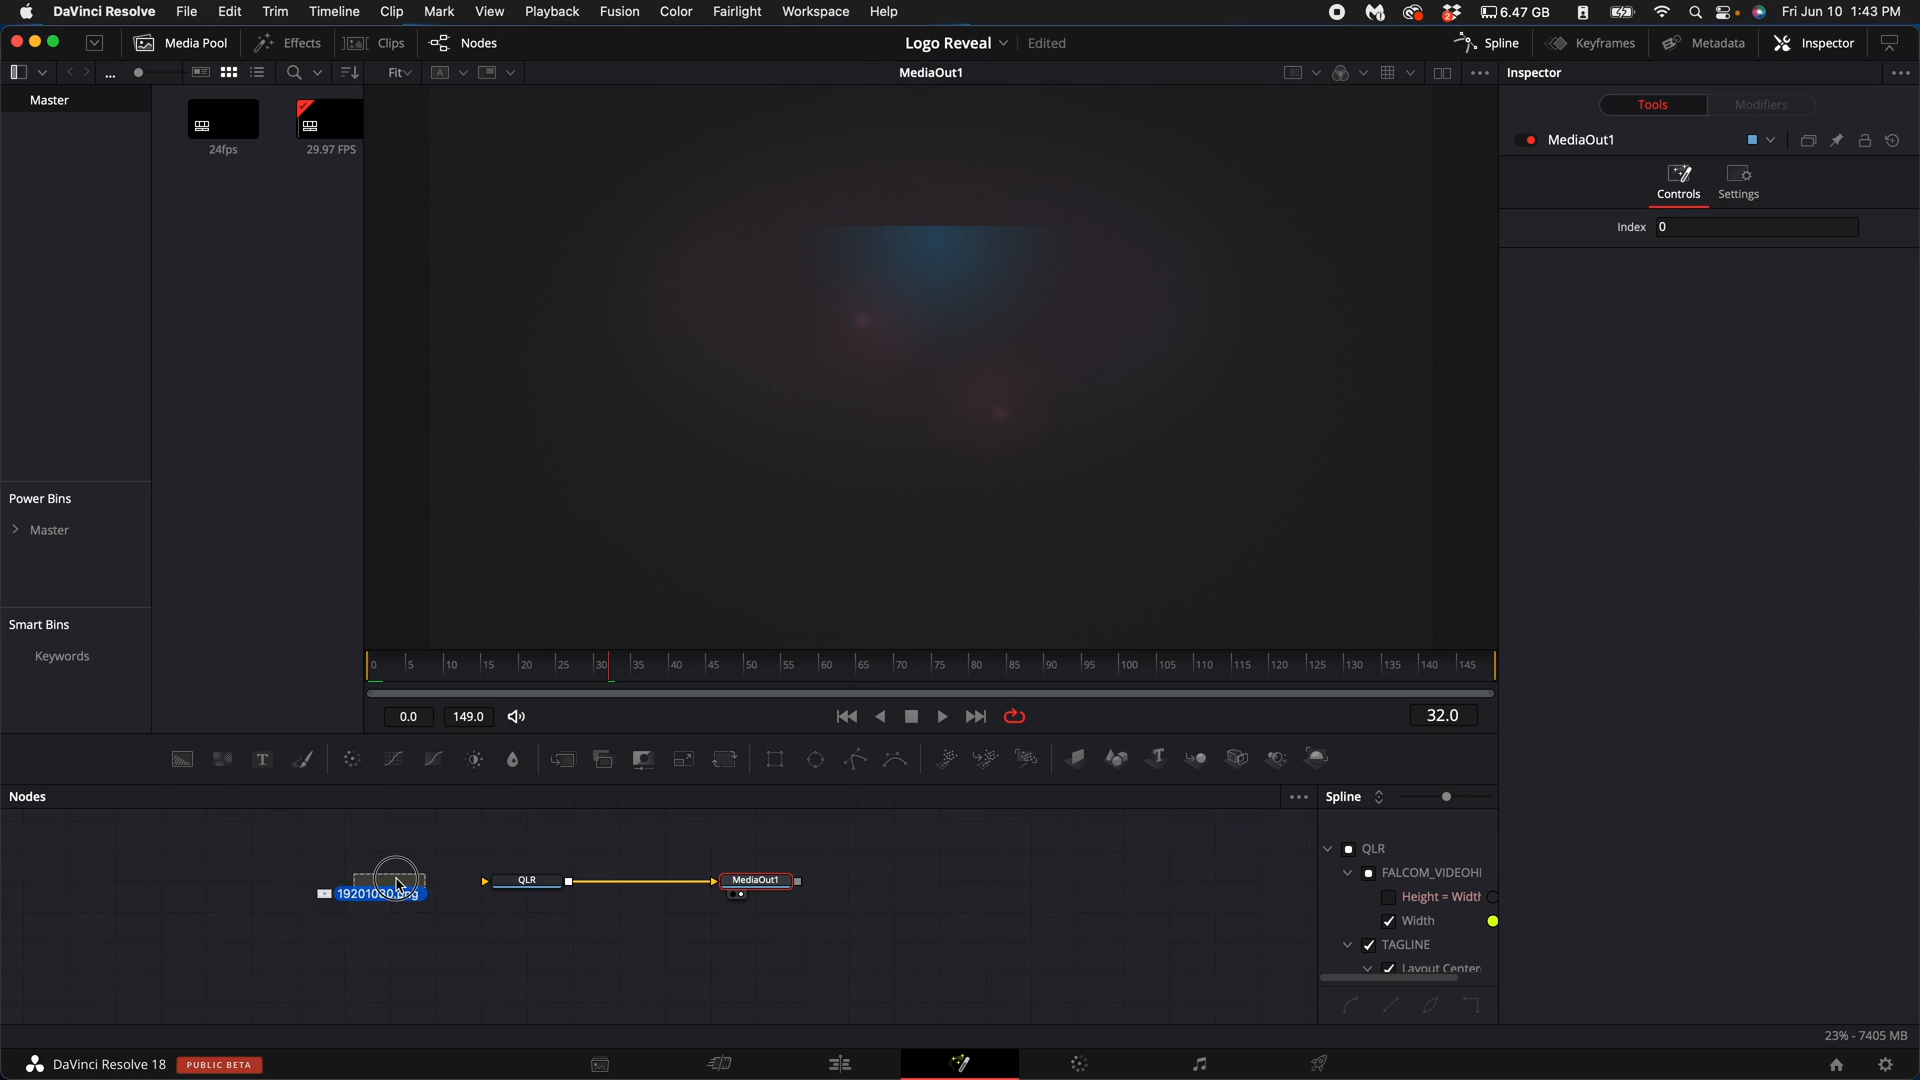 DaVinci Resolve File Edit Trim Timeline Clip Mark View Playback Fusion Color Fairlight Workspace Help 2 6.47 GB Fri Jun 10 1:43 PM
Media Pool Effects Clips Nodes Logo Reveal Edited Spline Keyframes Metadata Inspector
... Fit A MediaOut1 ... Inspector ...
Master
24fps
29.97 FPS
Tools Modifiers
MediaOut1
Controls Settings
Index 0
Power Bins
Master
Smart Bins
Keywords
0 5 10 15 20 25 30 35 40 45 50 55 60 65 70 75 80 85 90 95 100 105 110 115 120 125 130 135 140 145
0.0 149.0 32.0
T T
Nodes ... Spline
QLR
FALCOM_VIDEOHI
Height = Width
Width
TAGLINE
Layout Center
19201080.png
QLR
MediaOut1
23% - 7405 MB
DaVinci Resolve 18 PUBLIC BETA